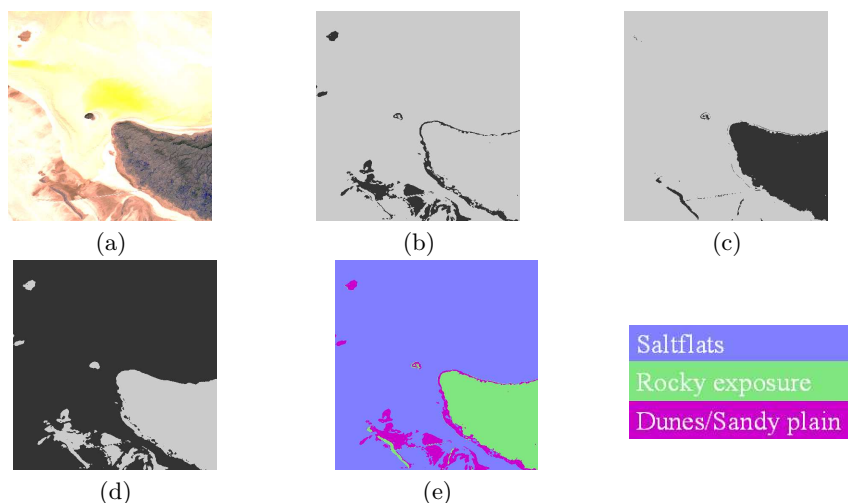 (a)
(b)
(c)
(d)
(e)
Saltflats
Rocky exposure
Dunes/Sandy plain